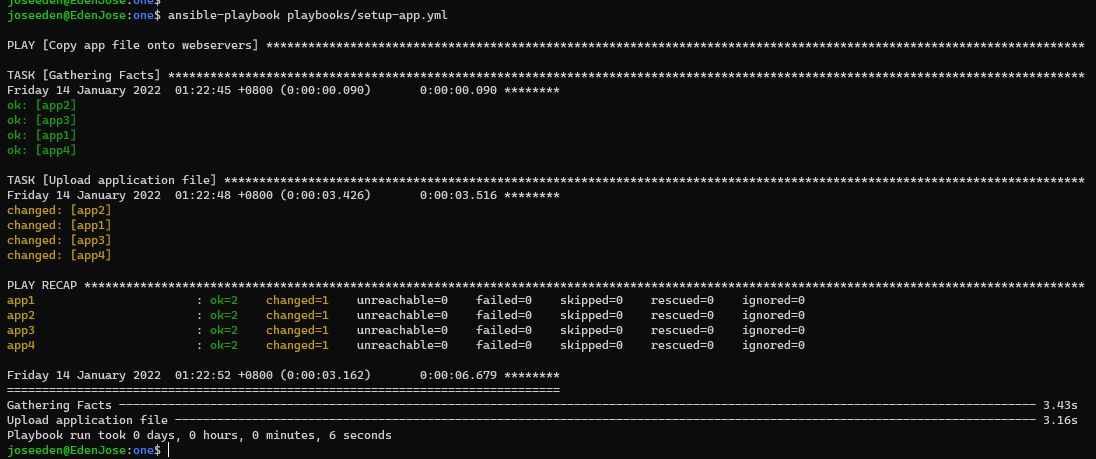 joseeden@EdenJose:one$
joseeden@EdenJose:one$ ansible-playbook playbooks/setup-app.yml
PLAY [Copy app file onto webservers] *********************************************************************************************************************
TASK [Gathering Facts] ***********************************************************************************************************************************
Friday 14 January 2022  01:22:45 +0800 (0:00:00.090)       0:00:00.090 ********
ok: [app2]
ok: [app3]
ok: [app1]
ok: [app4]
TASK [Upload application file] ***************************************************************************************************************************
Friday 14 January 2022  01:22:48 +0800 (0:00:03.426)       0:00:03.516 ********
changed: [app2]
changed: [app1]
changed: [app3]
changed: [app4]
PLAY RECAP ***********************************************************************************************************************************************
app1                       : ok=2    changed=1    unreachable=0    failed=0    skipped=0    rescued=0    ignored=0
app2                       : ok=2    changed=1    unreachable=0    failed=0    skipped=0    rescued=0    ignored=0
app3                       : ok=2    changed=1    unreachable=0    failed=0    skipped=0    rescued=0    ignored=0
app4                       : ok=2    changed=1    unreachable=0    failed=0    skipped=0    rescued=0    ignored=0
Friday 14 January 2022  01:22:52 +0800 (0:00:03.162)       0:00:06.679 ********
===============================================================================
Gathering Facts --------------------------------------------------------------------------------------------------------------------------------- 3.43s
Upload application file ------------------------------------------------------------------------------------------------------------------------- 3.16s
Playbook run took 0 days, 0 hours, 0 minutes, 6 seconds
joseeden@EdenJose:one$